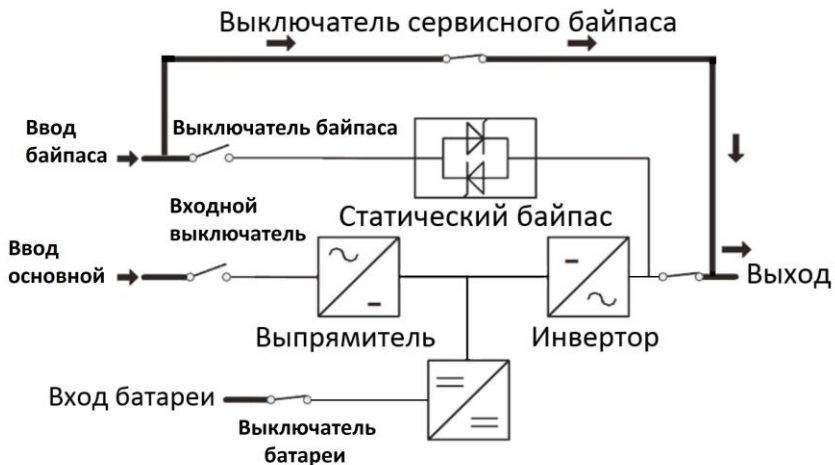 Выключатель сервисного байпаса
Ввод
байпаса
Выключатель байпаса
Статический байпас
Входной
выключатель
Ввод
основной
Выпрямитель
Инвертор
Выход
Вход батареи
Выключатель
батареи